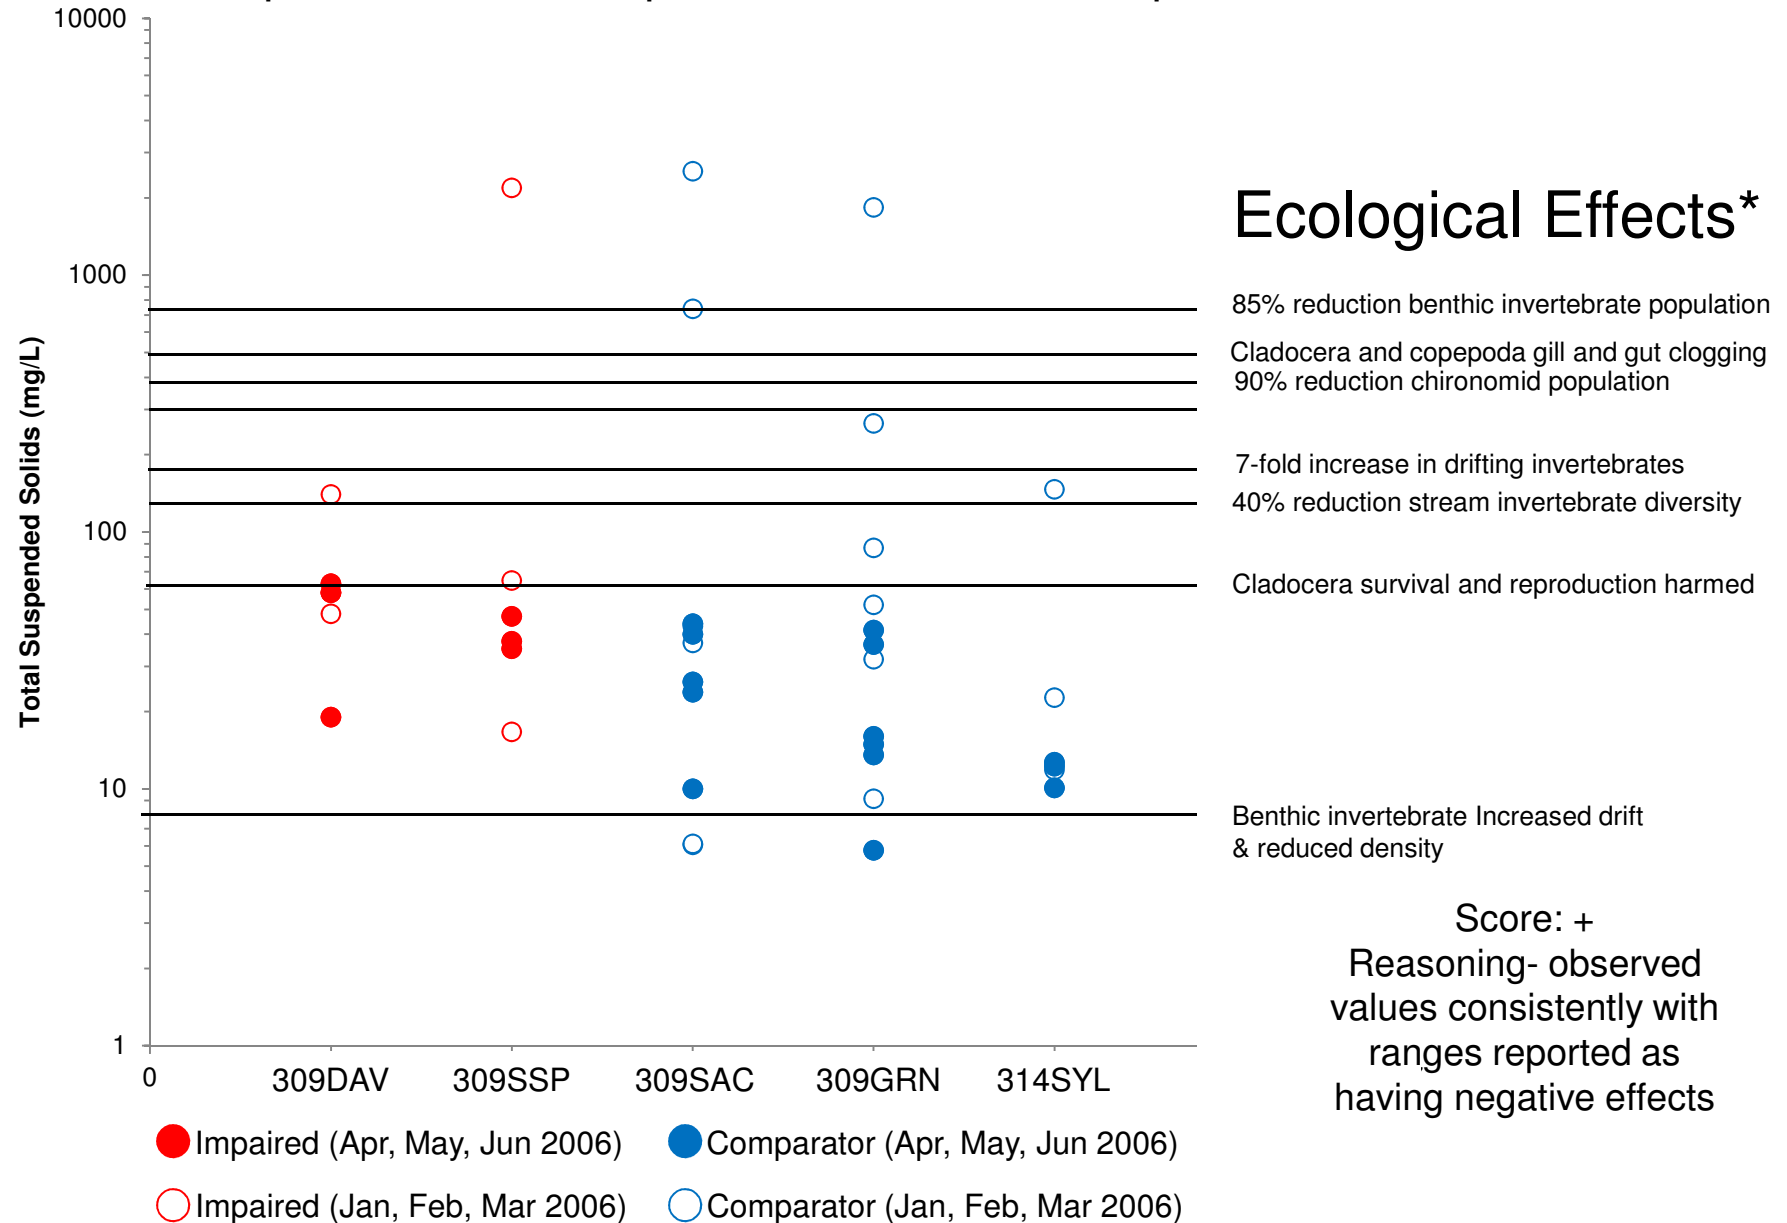 10000
1000
100
10
1
Total Suspended Solids (mg/L)
0
309DAV
309SSP
309SAC
309GRN
314SYL
Ecological Effects*
85% reduction benthic invertebrate population
Cladocera and copepoda gill and gut clogging
90% reduction chironomid population
7-fold increase in drifting invertebrates
40% reduction stream invertebrate diversity
Cladocera survival and reproduction harmed
Benthic invertebrate Increased drift
& reduced density
Score: +
Reasoning- observed
values consistently with
ranges reported as
having negative effects
Impaired (Apr, May, Jun 2006)
Comparator (Apr, May, Jun 2006)
Impaired (Jan, Feb, Mar 2006)
Comparator (Jan, Feb, Mar 2006)